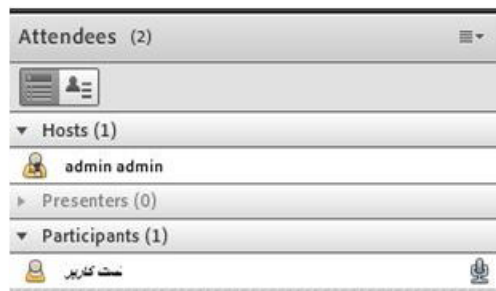 Attendees (2)
Hosts (1)
admin admin
Presenters (0)
Participants (1)
تست کاربر